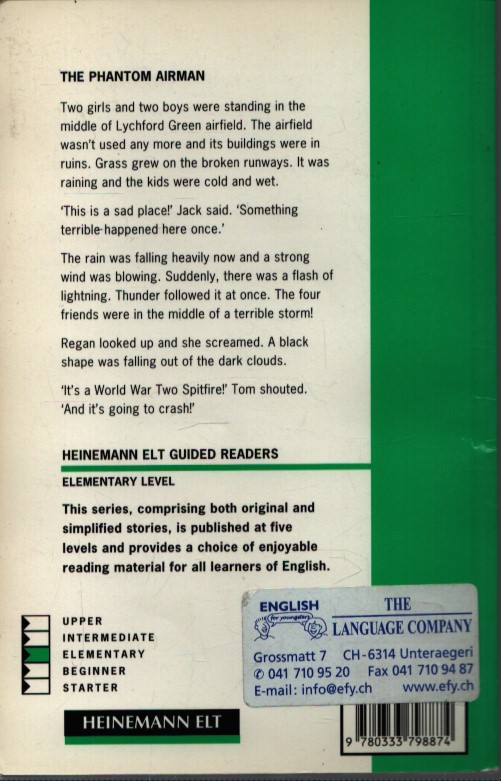 THE PHANTOM AIRMAN
Two girls and two boys were standing in the
middle of Lychford Green airfield. The airfield
wasn't used any more and its buildings were in
ruins. Grass grew on the broken runways. It was
raining and the kids were cold and wet.
'This is a sad place!' Jack said. 'Something
terrible happened here once.'
The rain was falling heavily now and a strong
wind was blowing. Suddenly, there was a flash of
lightning. Thunder followed it at once. The four
friends were in the middle of a terrible storm!
Regan looked up and she screamed. A black
shape was falling out of the dark clouds.
'It's a World War Two Spitfire!' Tom shouted.
'And it's going to crash!'
HEINEMANN ELT GUIDED READERS
ELEMENTARY LEVEL
This series, comprising both original and
simplified stories, is published at five
levels and provides a choice of enjoyable
reading material for all learners of English.
UPPER
INTERMEDIATE
ELEMENTARY
BEGINNER
STARTER
HEINEMANN ELT
ENGLISH
for youngsters
THE
LANGUAGE COMPANY
Grossmatt 7 CH-6314 Unteraegeri
✆ 041 710 95 20 Fax 041 710 94 87
E-mail: info@efy.ch www.efy.ch
9 780333 798874